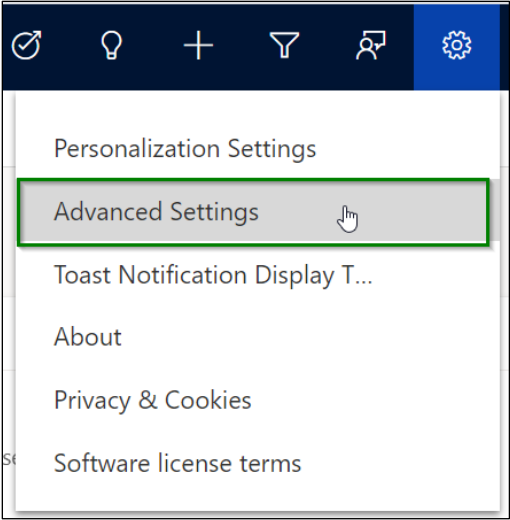 Personalization Settings
Advanced Settings
Toast Notification Display T...
About
Privacy & Cookies
Software license terms